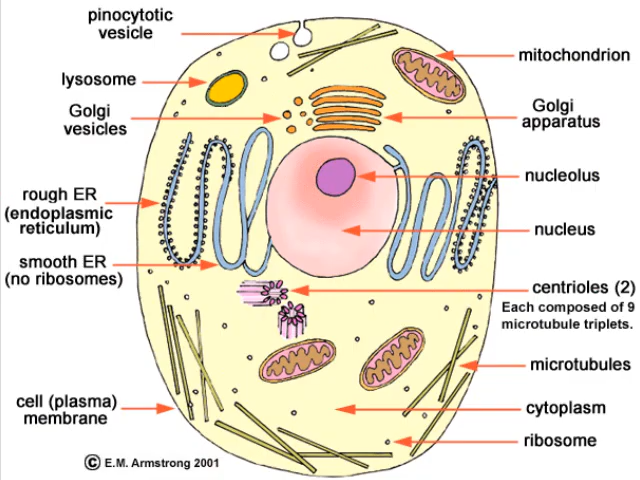 pinocytotic
vesicle
lysosome
Golgi
vesicles
rough ER
(endoplasmic
reticulum)
smooth ER
(no ribosomes)
cell (plasma)
membrane
© E.M. Armstrong 2001
mitochondrion
Golgi
apparatus
nucleolus
nucleus
centrioles (2)
Each composed of 9
microtubule triplets.
microtubules
cytoplasm
ribosome